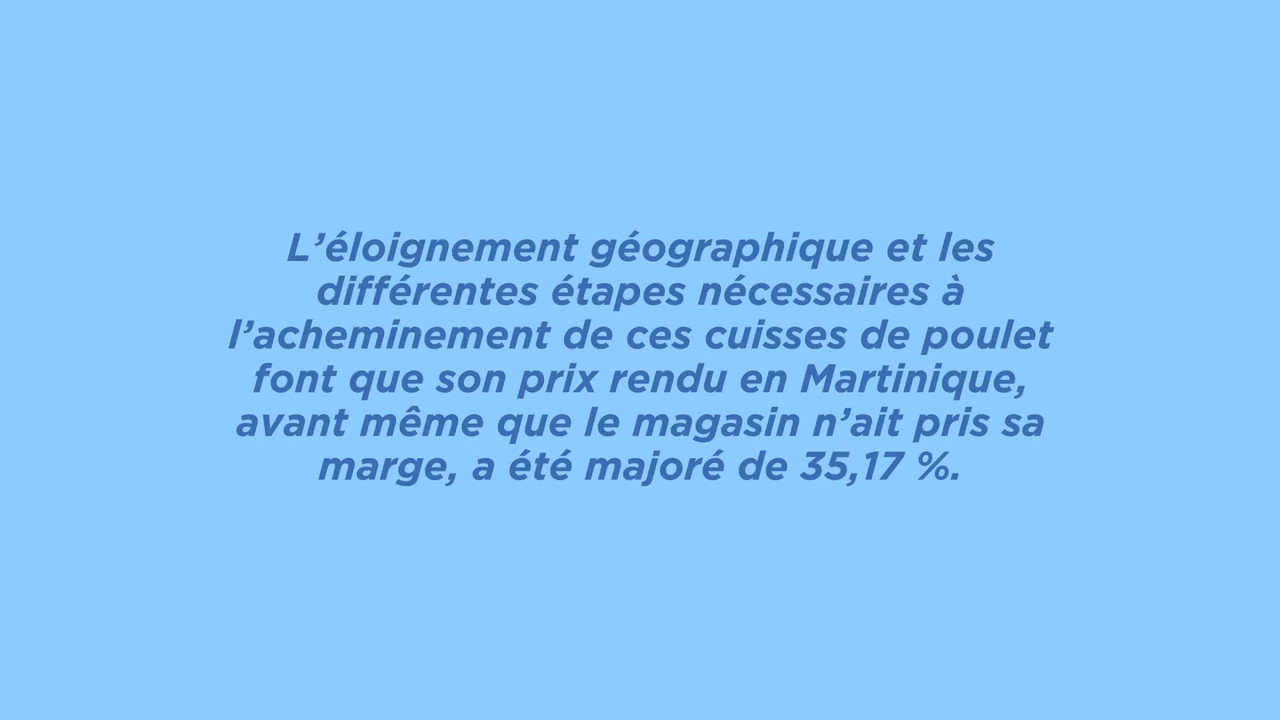 L’éloignement géographique et les
différentes étapes nécessaires à
l’acheminement de ces cuisses de poulet
font que son prix rendu en Martinique,
avant même que le magasin n’ait pris sa
marge, a été majoré de 35,17 %.